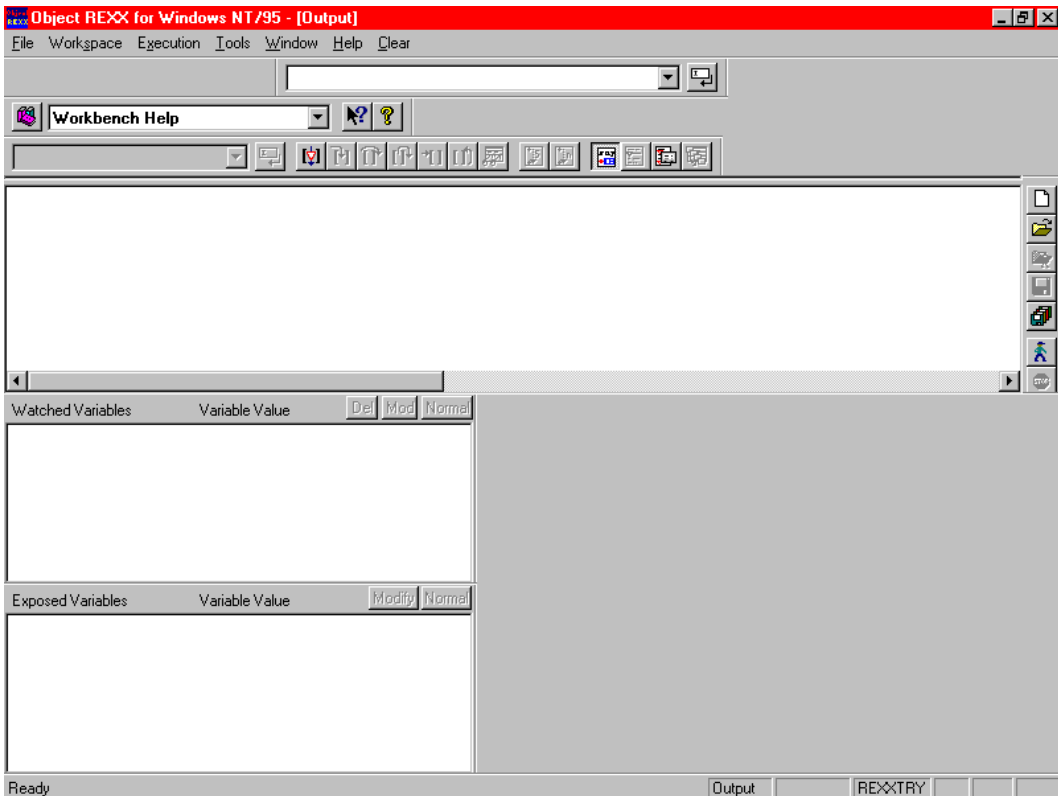 Object REXX for Windows NT/95 - [Output]
File Workspace Execution Tools Window Help Clear
Workbench Help
Watched Variables Variable Value Del Mod Normal
Exposed Variables Variable Value Modify Normal
Ready Output REXXTRY